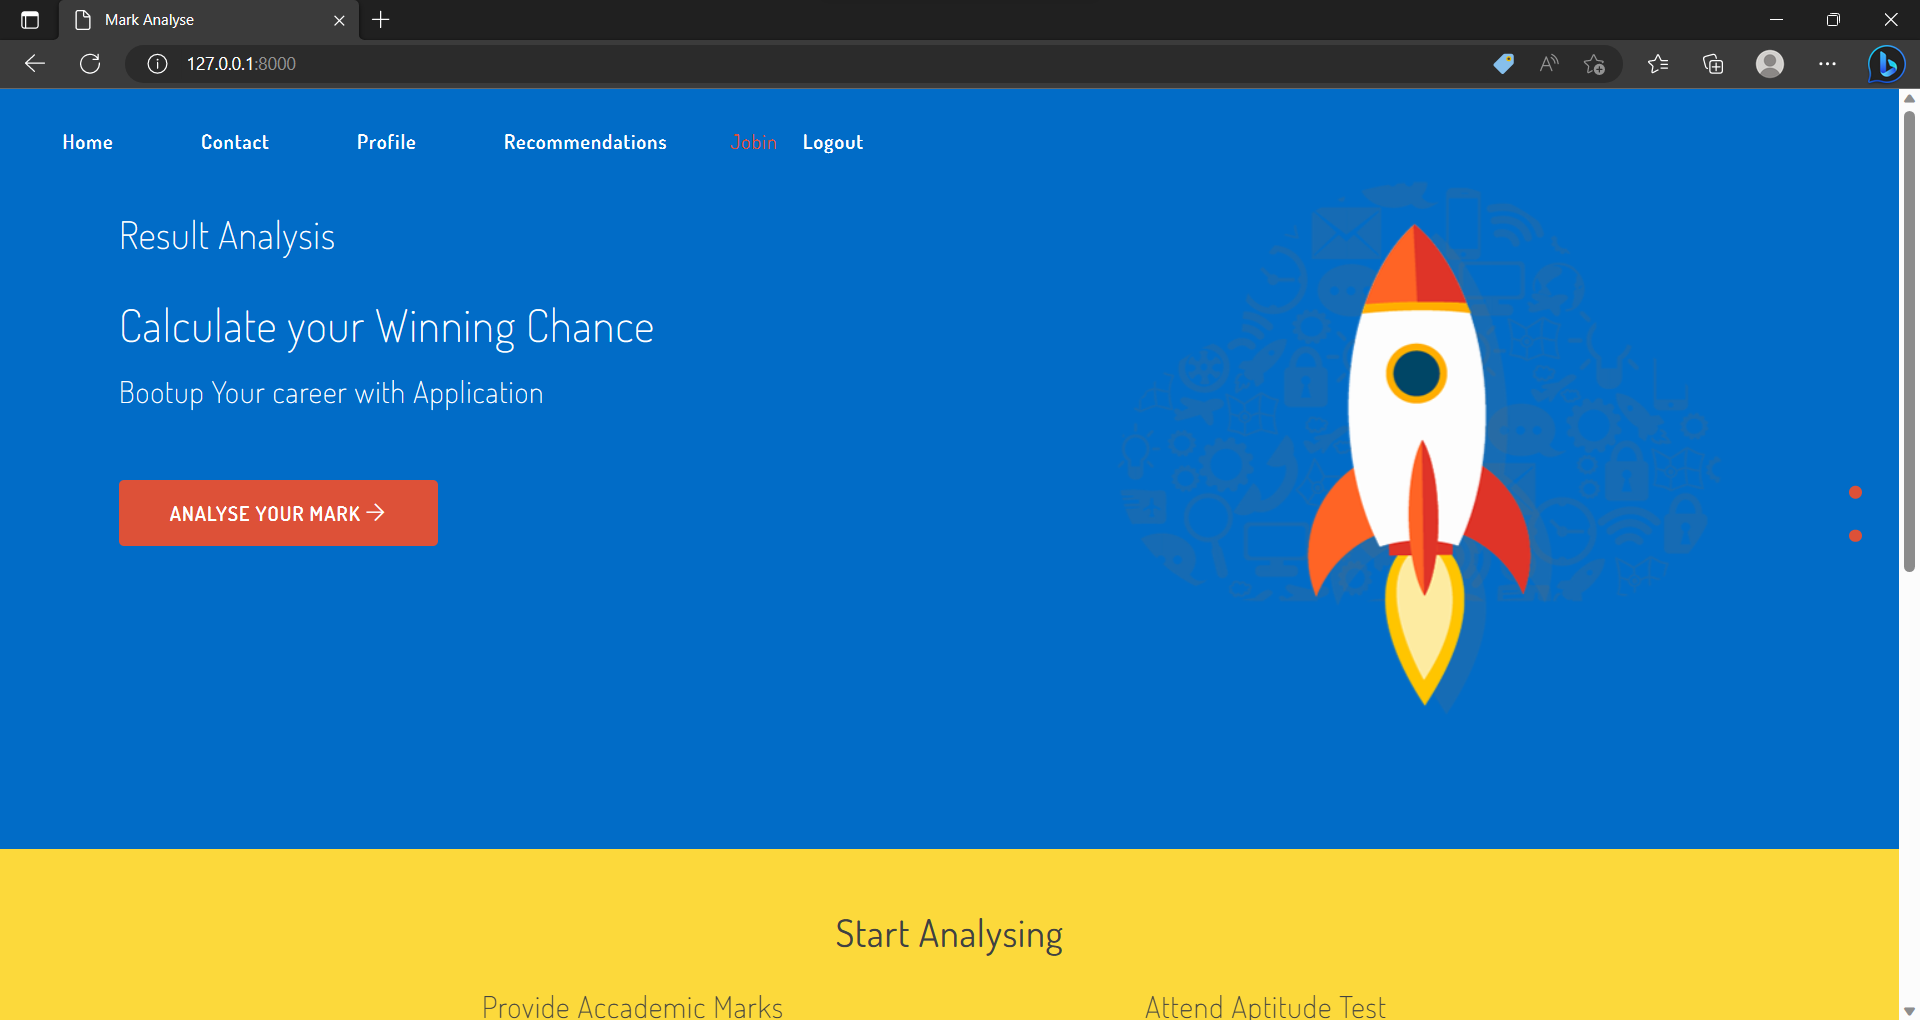 Mark Analyse
127.0.0.1:8000
Home Contact Profile Recommendations Jobin Logout
Result Analysis
Calculate your Winning Chance
Bootup Your career with Application
ANALYSE YOUR MARK
Start Analysing
Provide Accademic Marks Attend Aptitude Test